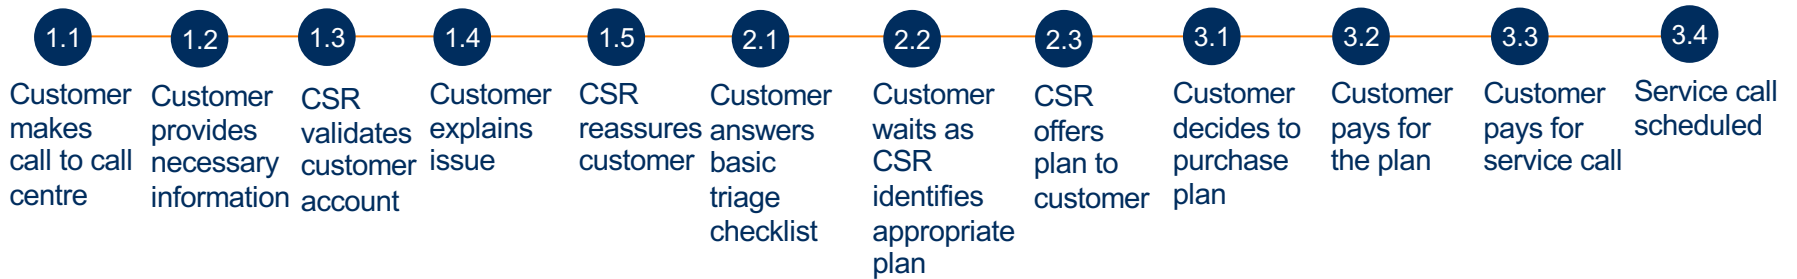 1.1
Customer
makes
call to call
centre
1.2
Customer
provides
necessary
information
1.3
CSR
validates
customer
account
1.4
Customer
explains
issue
1.5
CSR
reassures
customer
2.1
Customer
answers
basic
triage
checklist
2.2
Customer
waits as
CSR
identifies
appropriate
plan
2.3
CSR
offers
plan to
customer
3.1
Customer
decides to
purchase
plan
3.2
Customer
pays for
the plan
3.3
Customer
pays for
service call
3.4
Service call
scheduled